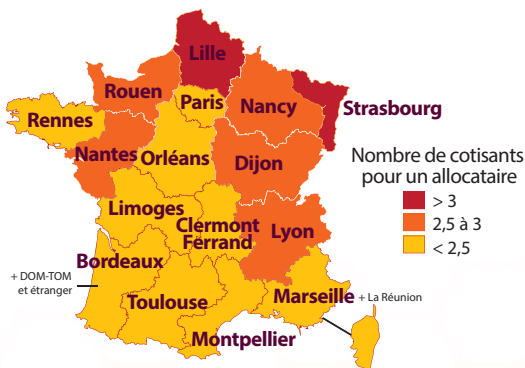 Lille
Rouen
Paris
Nancy
Strasbourg
Rennes
Nantes
Orléans
Dijon
Nombre de cotisants
pour un allocataire
> 3
2,5 à 3
< 2,5
Limoges
Clermont
Ferrand
Lyon
Bordeaux
+ DOM-TOM
et étranger
Toulouse
Marseille + La Réunion
Montpellier